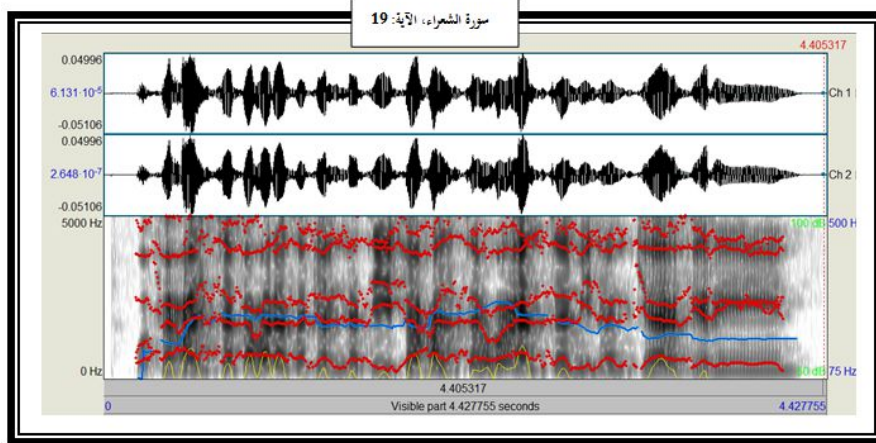 سورة الشعراء، الآية: 19
4.405317
0.04996
6.131·10⁻⁵
-0.05106
Ch 1
0.04996
2.648·10⁻⁷
-0.05106
Ch 2
5000 Hz
100 dB
500 Hz
0 Hz
50 dB
75 Hz
4.405317
0
Visible part 4.427755 seconds
4.427755